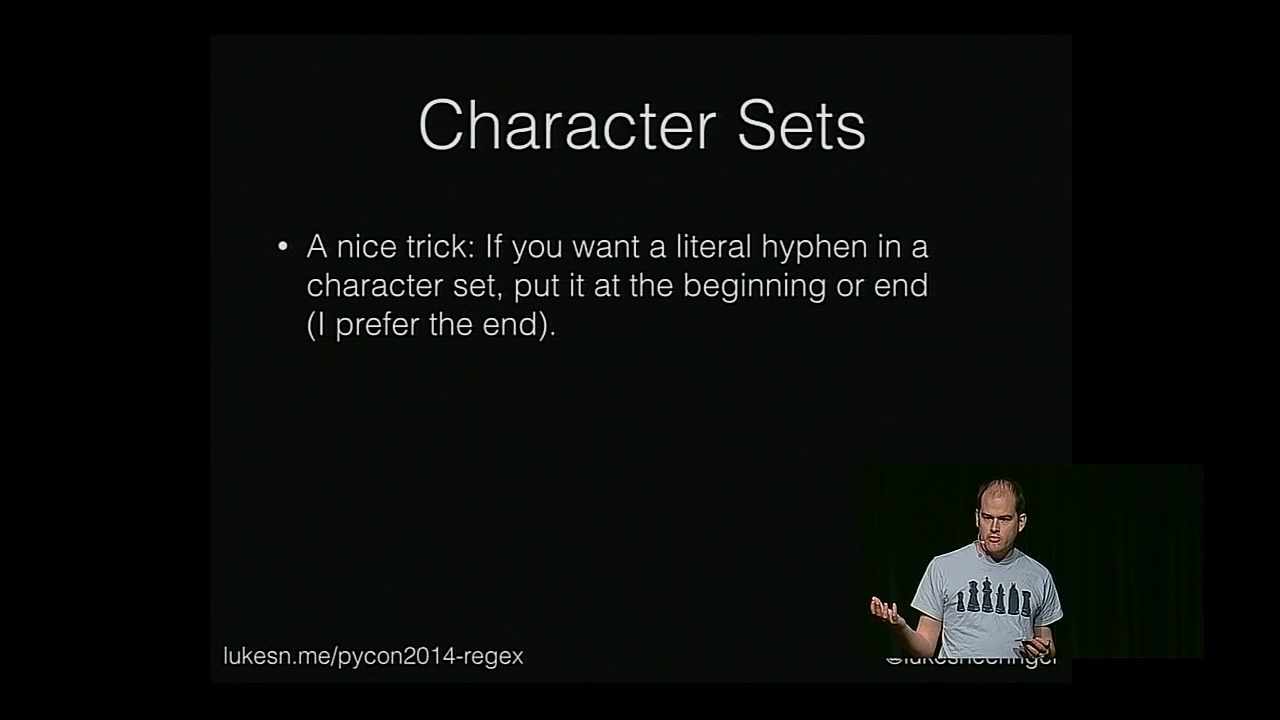 Character Sets
• A nice trick: If you want a literal hyphen in a
character set, put it at the beginning or end
(I prefer the end).
lukesn.me/pycon2014-regex